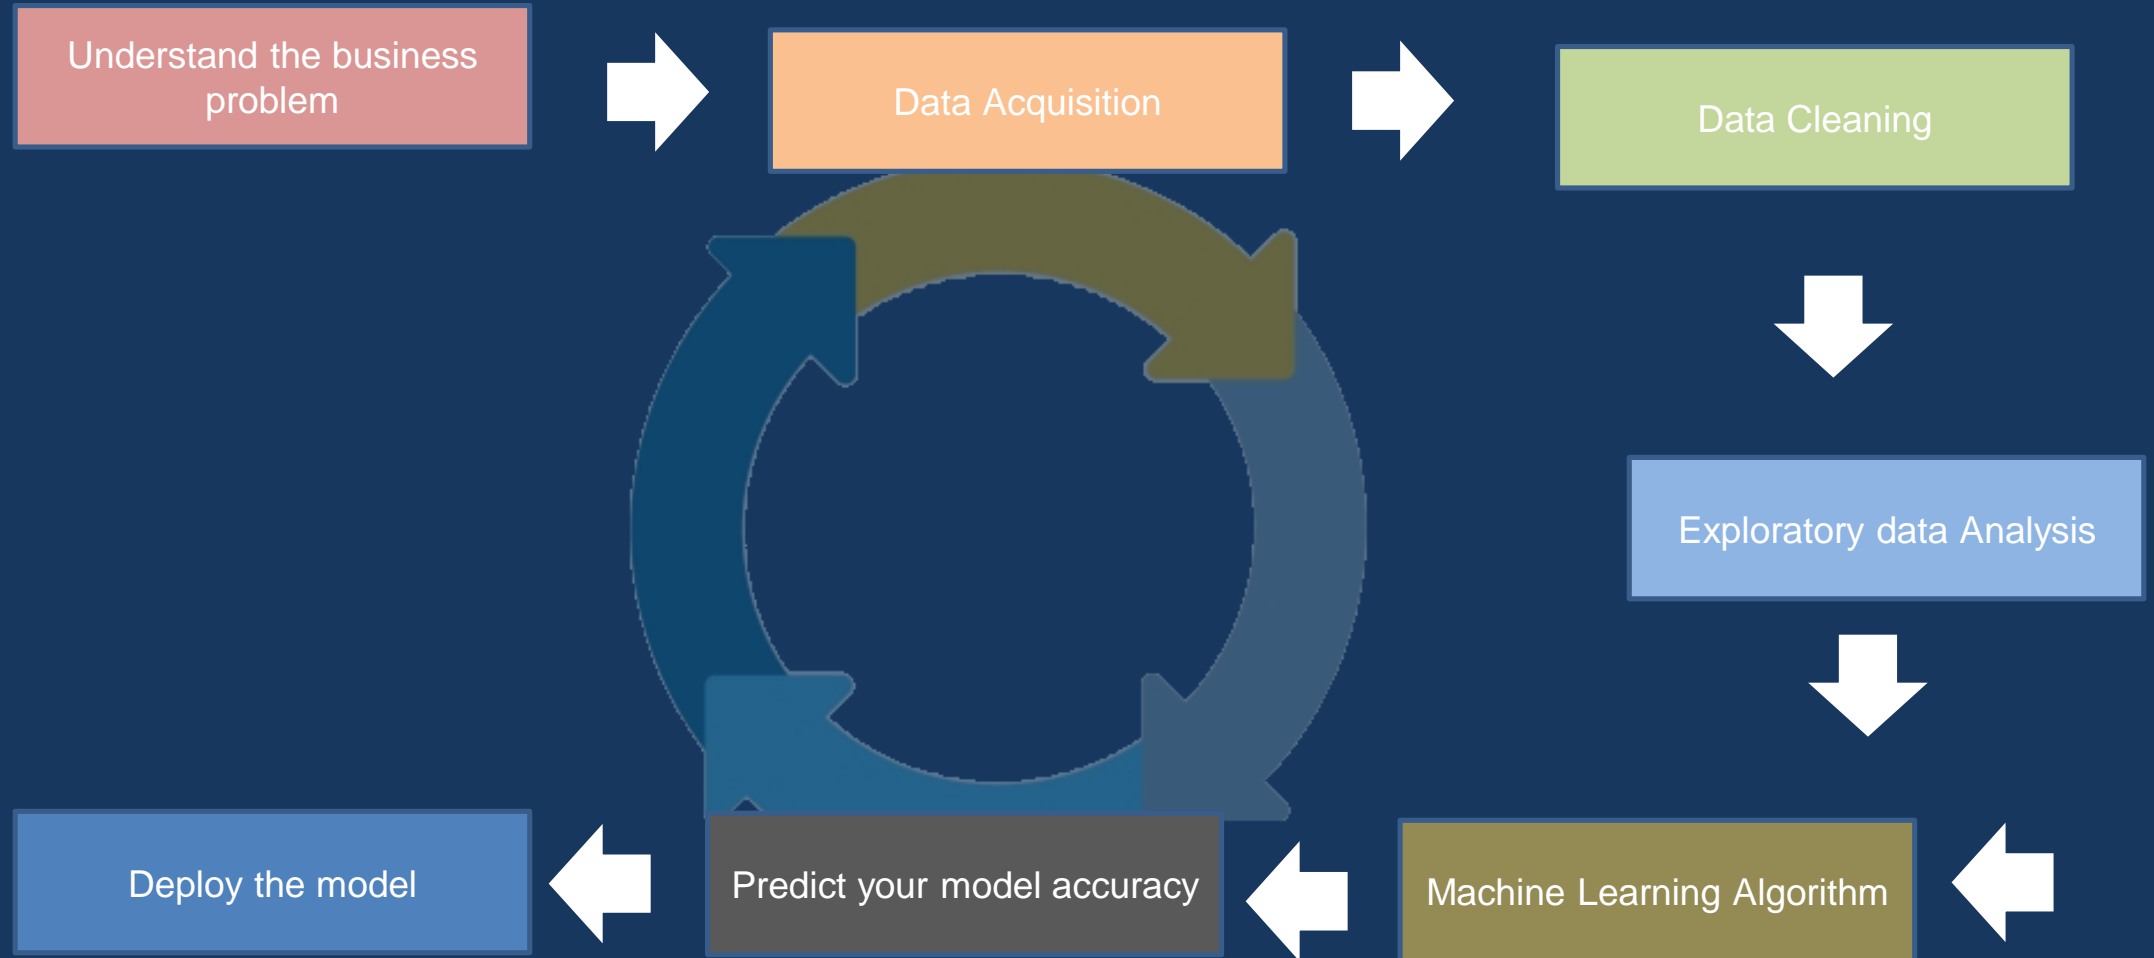 Understand the business
problem
Data Acquisition
Data Cleaning
Exploratory data Analysis
Machine Learning Algorithm
Predict your model accuracy
Deploy the model